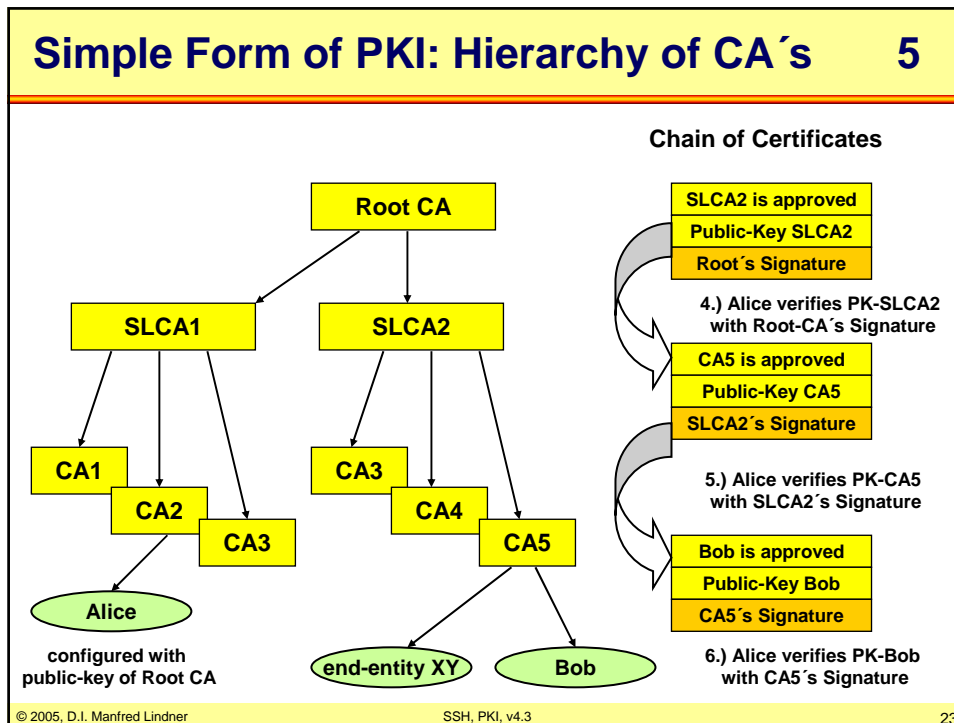 Simple Form of PKI: Hierarchy of CA´s 5
Chain of Certificates
Root CA
SLCA1
SLCA2
CA1
CA2
CA3
CA3
CA4
CA5
Alice
configured with
public-key of Root CA
end-entity XY
Bob
SLCA2 is approved
Public-Key SLCA2
Root´s Signature
4.) Alice verifies PK-SLCA2
with Root-CA´s Signature
CA5 is approved
Public-Key CA5
SLCA2´s Signature
5.) Alice verifies PK-CA5
with SLCA2´s Signature
Bob is approved
Public-Key Bob
CA5´s Signature
6.) Alice verifies PK-Bob
with CA5´s Signature
© 2005, D.I. Manfred Lindner
SSH, PKI, v4.3
23